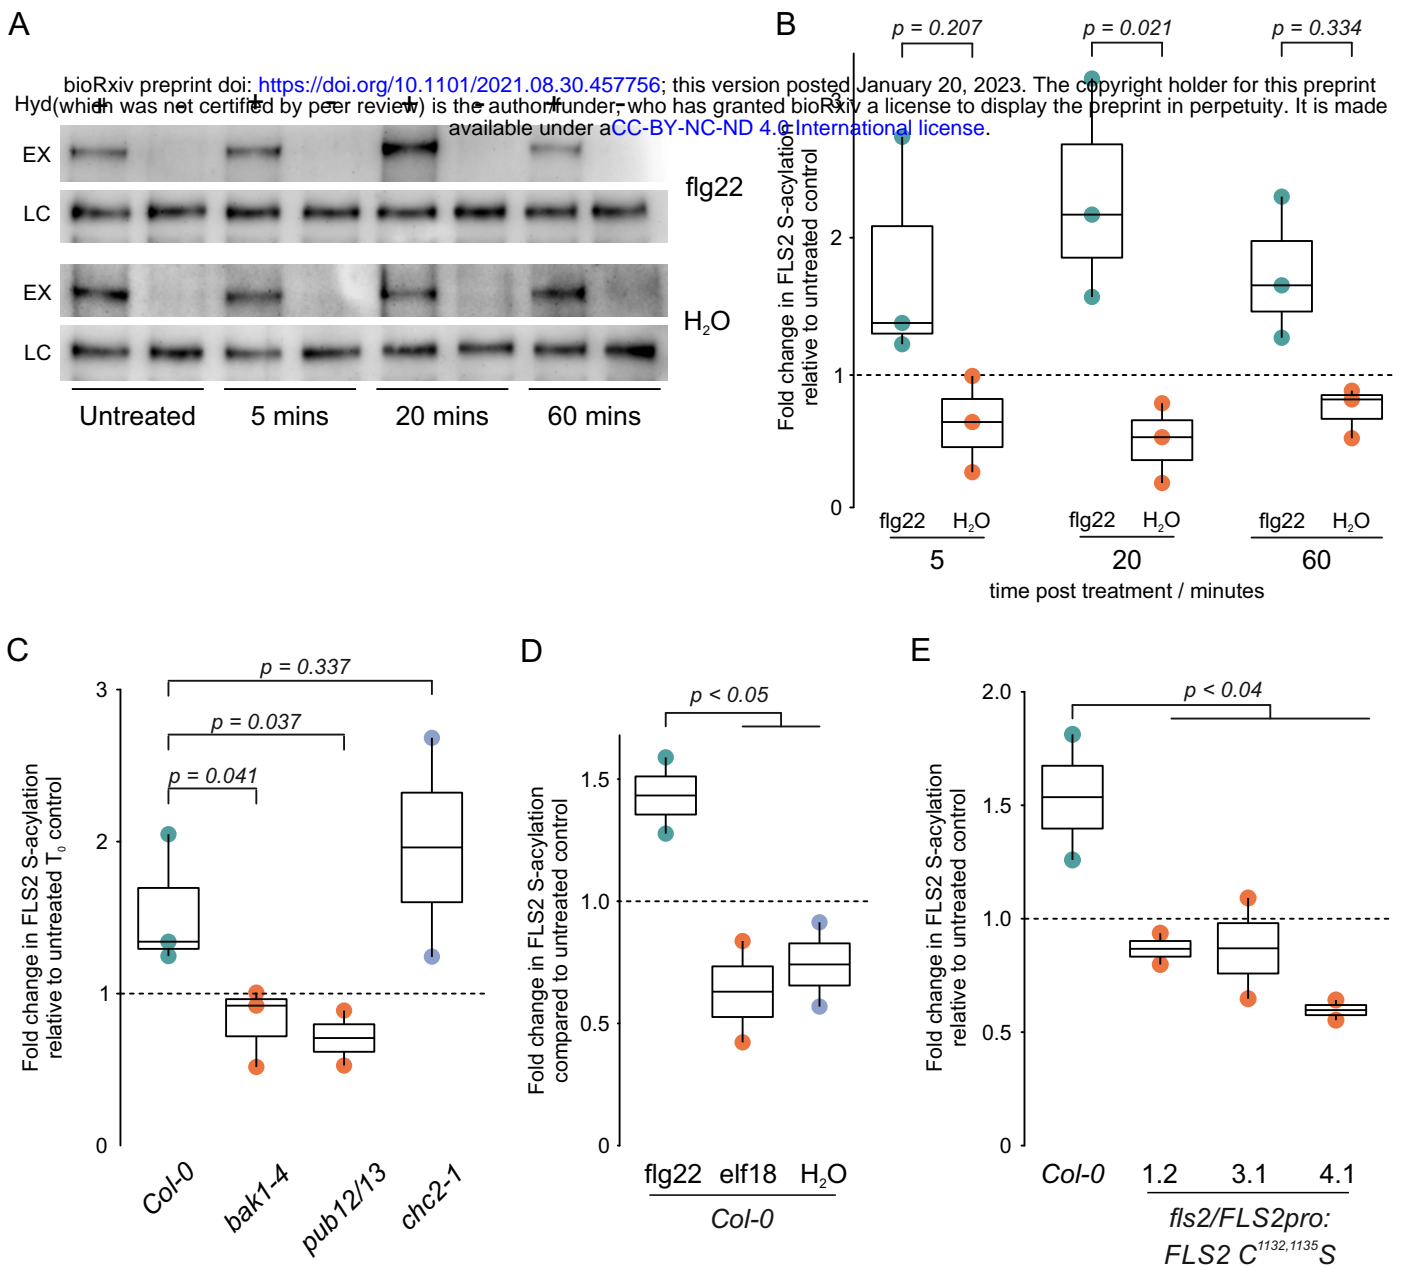 A
B
p = 0.207
p = 0.021
p = 0.334
bioRxiv preprint doi: https://doi.org/10.1101/2021.08.30.457756; this version posted January 20, 2023. The copyright holder for this preprint
(which was not certified by peer review) is the author/funder, who has granted bioRxiv a license to display the preprint in perpetuity. It is made
available under aCC-BY-NC-ND 4.0 International license.
Hyd + - + - + - + -
EX
LC
flg22
EX
LC
H₂O
Untreated 5 mins 20 mins 60 mins
Fold change in FLS2 S-acylation
relative to untreated control
3
2
1
0
flg22 H₂O flg22 H₂O flg22 H₂O
5 20 60
time post treatment / minutes
C
p = 0.337
p = 0.037
p = 0.041
Fold change in FLS2 S-acylation
relative to untreated T₀ control
3
2
1
0
Col-0 bak1-4 pub12/13 chc2-1
D
p < 0.05
Fold change in FLS2 S-acylation
compared to untreated control
1.5
1.0
0.5
0
flg22 elf18 H₂O
Col-0
E
p < 0.04
Fold change in FLS2 S-acylation
relative to untreated control
2.0
1.5
1.0
0.5
0
Col-0 1.2 3.1 4.1
fls2/FLS2pro:
FLS2 C¹¹³²,¹¹³⁵S